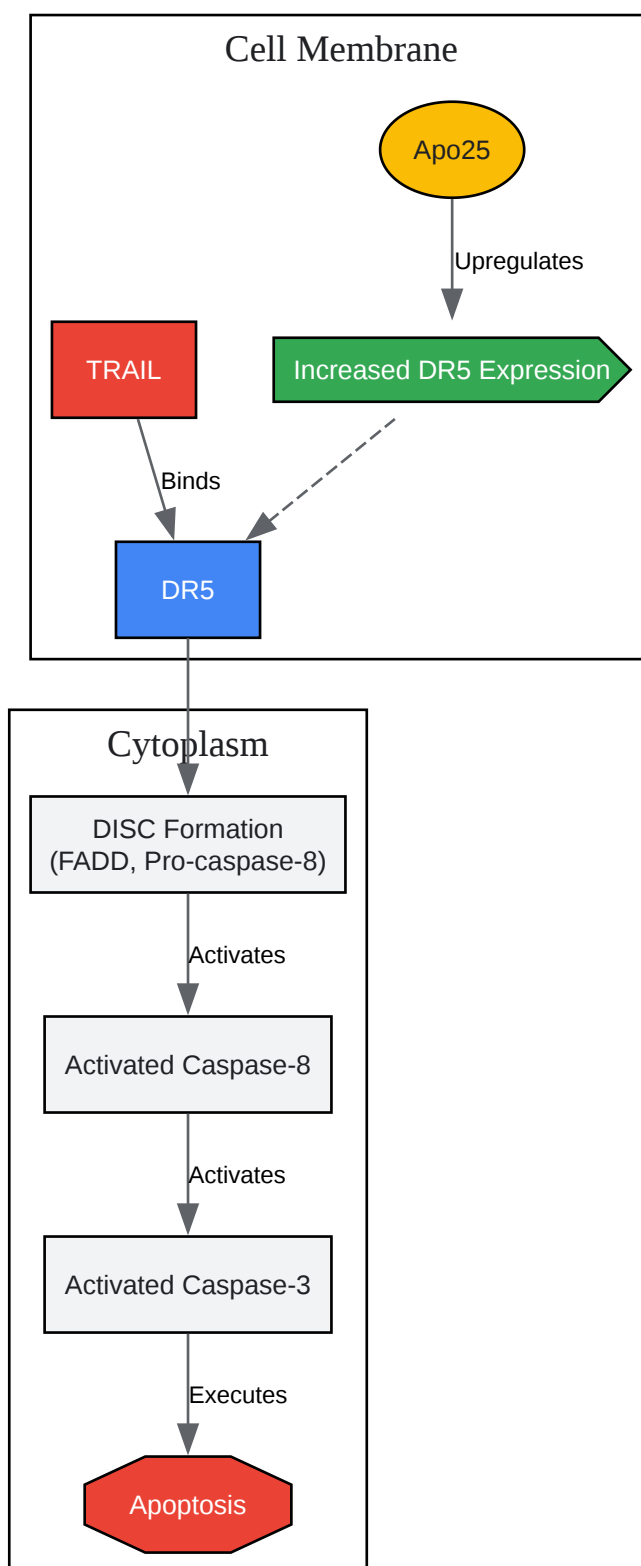 Cell Membrane
Apo25
Upregulates
TRAIL
Increased DR5 Expression
Binds
DR5
Cytoplasm
DISC Formation
(FADD, Pro-caspase-8)
Activates
Activated Caspase-8
Activates
Activated Caspase-3
Executes
Apoptosis